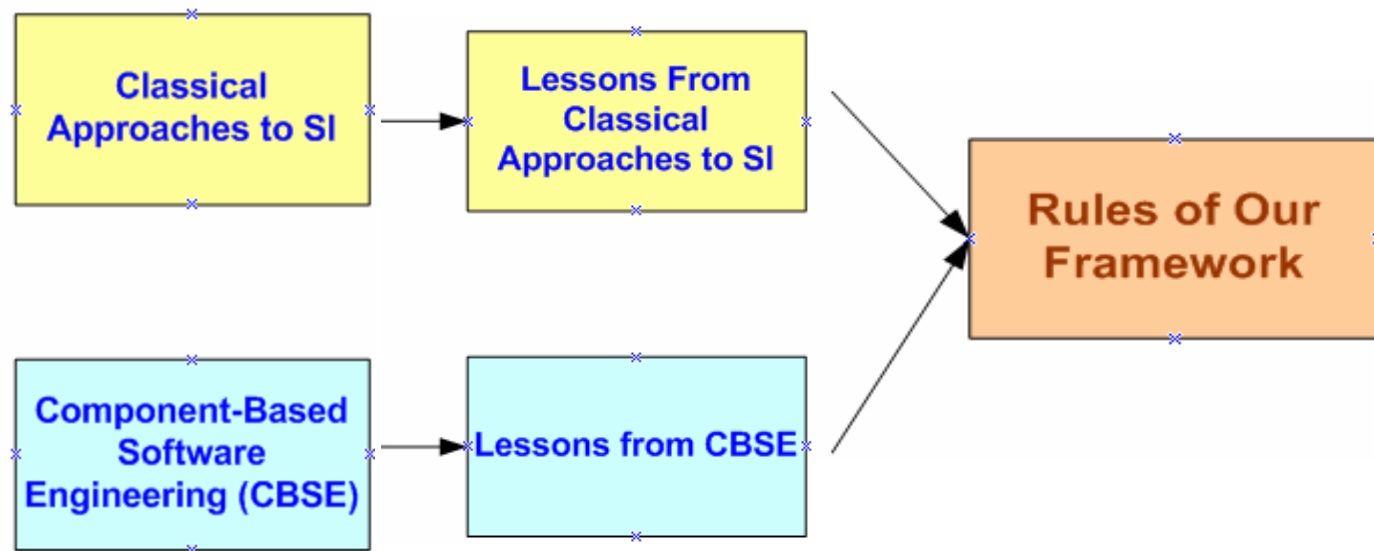 Classical
Approaches to SI
Lessons From
Classical
Approaches to SI
Rules of Our
Framework
Component-Based
Software
Engineering (CBSE)
Lessons from CBSE